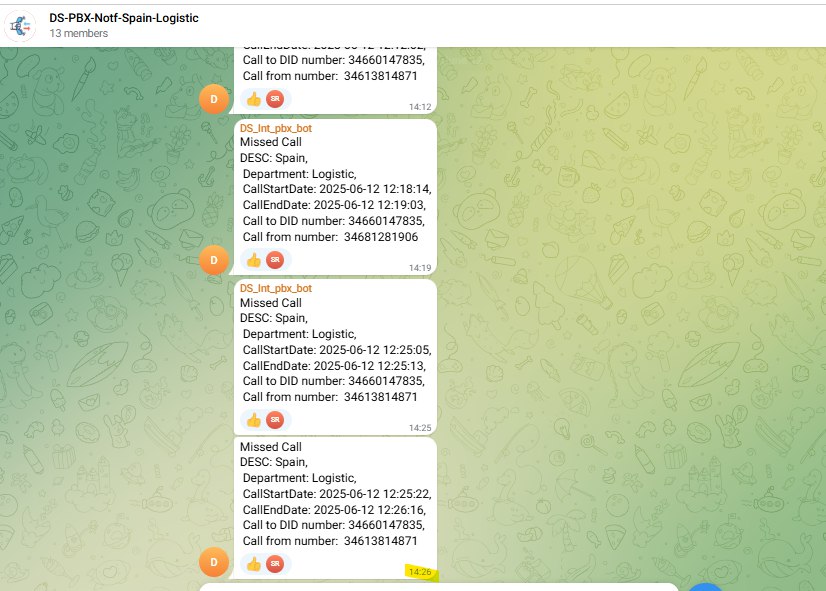 DS-PBX-Notf-Spain-Logistic
13 members
CallEndDate: 2025-06-12 12:12:32,
Call to DID number: 34660147835,
Call from number: 34613814871
D
SR
14:12
DS_Int_pbx_bot
Missed Call
DESC: Spain,
Department: Logistic,
CallStartDate: 2025-06-12 12:18:14,
CallEndDate: 2025-06-12 12:19:03,
Call to DID number: 34660147835,
Call from number: 34681281906
D
SR
14:19
DS_Int_pbx_bot
Missed Call
DESC: Spain,
Department: Logistic,
CallStartDate: 2025-06-12 12:25:05,
CallEndDate: 2025-06-12 12:25:13,
Call to DID number: 34660147835,
Call from number: 34613814871
SR
14:25
Missed Call
DESC: Spain,
Department: Logistic,
CallStartDate: 2025-06-12 12:25:22,
CallEndDate: 2025-06-12 12:26:16,
Call to DID number: 34660147835,
Call from number: 34613814871
D
SR
14:26